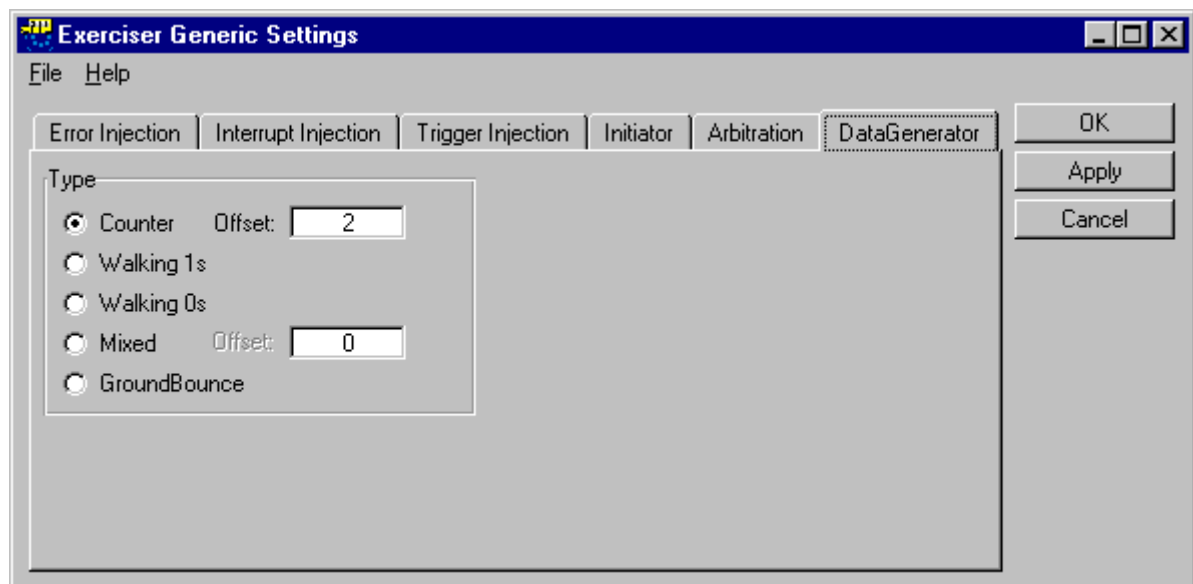 Exerciser Generic Settings
File Help
Error Injection Interrupt Injection Trigger Injection Initiator Arbitration DataGenerator
OK
Apply
Cancel
Type
Counter Offset: 2
Walking 1s
Walking 0s
Mixed Offset: 0
GroundBounce